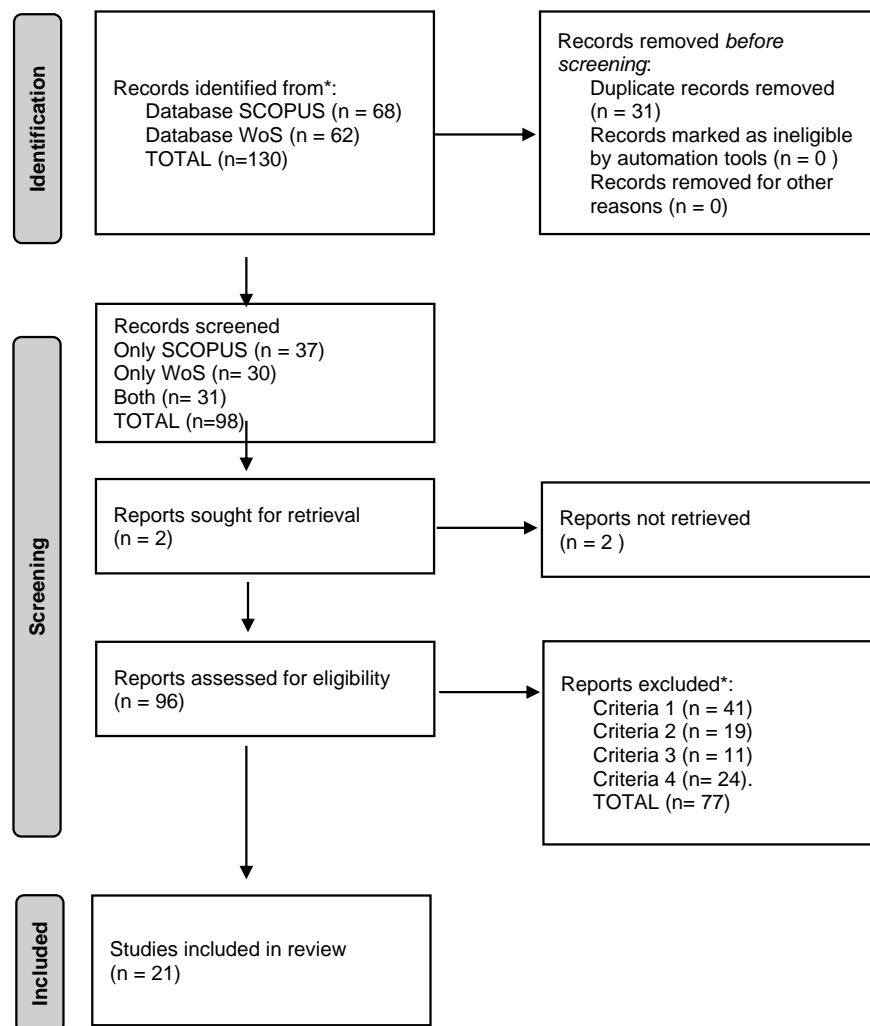 Identification
Records identified from*:
Database SCOPUS (n = 68)
Database WoS (n = 62)
TOTAL (n=130)
Records removed before
screening:
Duplicate records removed
(n = 31)
Records marked as ineligible
by automation tools (n = 0 )
Records removed for other
reasons (n = 0)
Screening
Records screened
Only SCOPUS (n = 37)
Only WoS (n= 30)
Both (n= 31)
TOTAL (n=98)
Reports sought for retrieval
(n = 2)
Reports not retrieved
(n = 2 )
Reports assessed for eligibility
(n = 96)
Reports excluded*:
Criteria 1 (n = 41)
Criteria 2 (n = 19)
Criteria 3 (n = 11)
Criteria 4 (n= 24).
TOTAL (n= 77)
Included
Studies included in review
(n = 21)